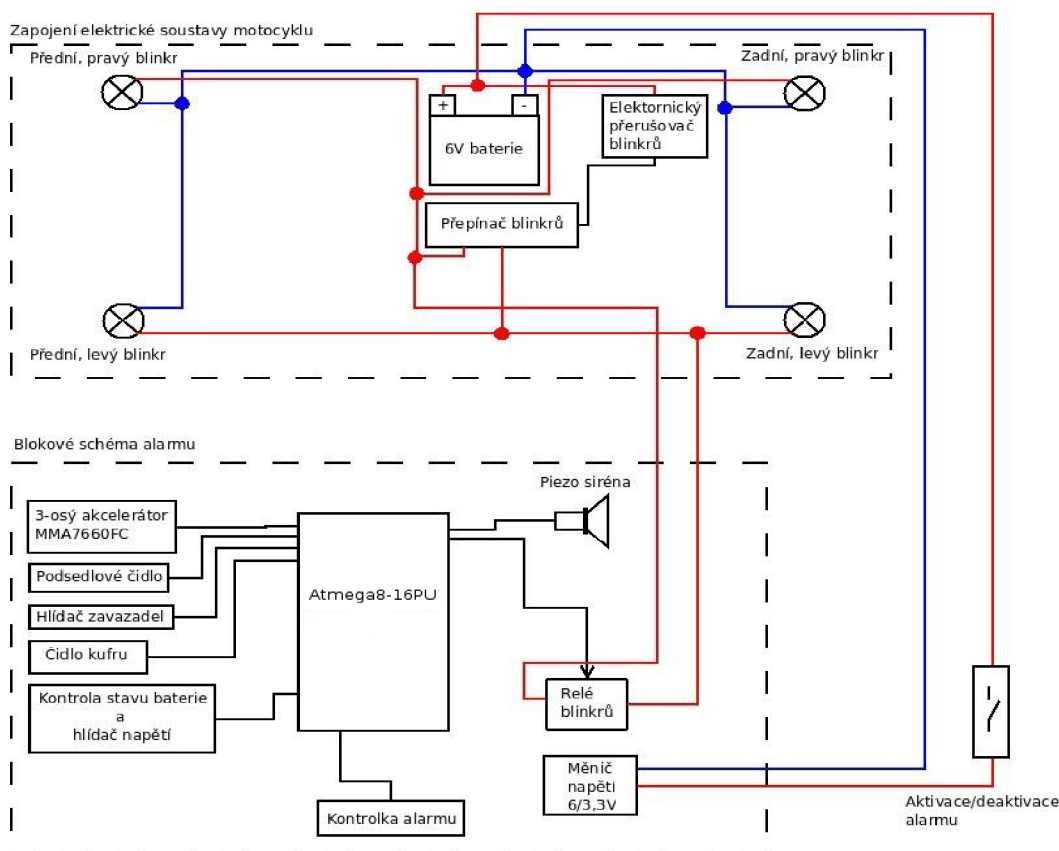 Zapojení elektrické soustavy motocyklu
Přední, pravý blinkr
Zadní, pravý blinkr
+
-
6V baterie
Elektornický
přerušovač
blinkrů
Přepínač blinkrů
Přední, levý blinkr
Zadní, levý blinkr
Blokové schéma alarmu
Piezo siréna
3-osý akcelerátor
MMA7660FC
Podsedlové čidlo
Hlídač zavazadel
Čidlo kufru
Kontrola stavu baterie
a
hlídač napětí
Atmega8-16PU
Relé
blinkrů
Měnič
napětí
6/3,3V
Kontrolka alarmu
Aktivace/deaktivace
alarmu